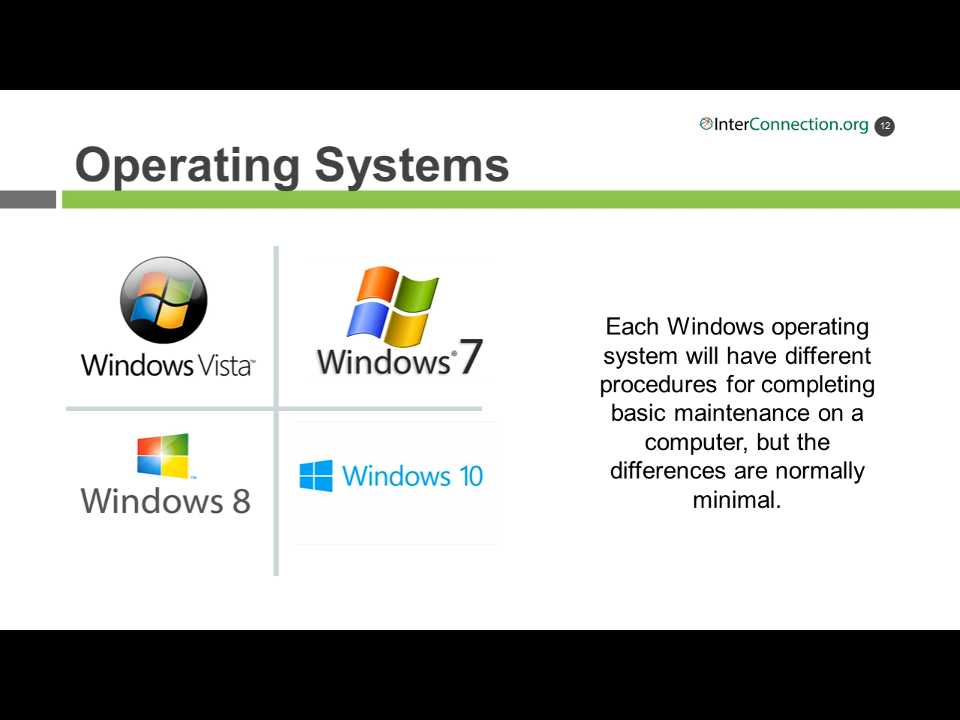 InterConnection.org
12
Operating Systems
Windows Vista™
Windows® 7
Windows 8™
Windows 10
Each Windows operating
system will have different
procedures for completing
basic maintenance on a
computer, but the
differences are normally
minimal.